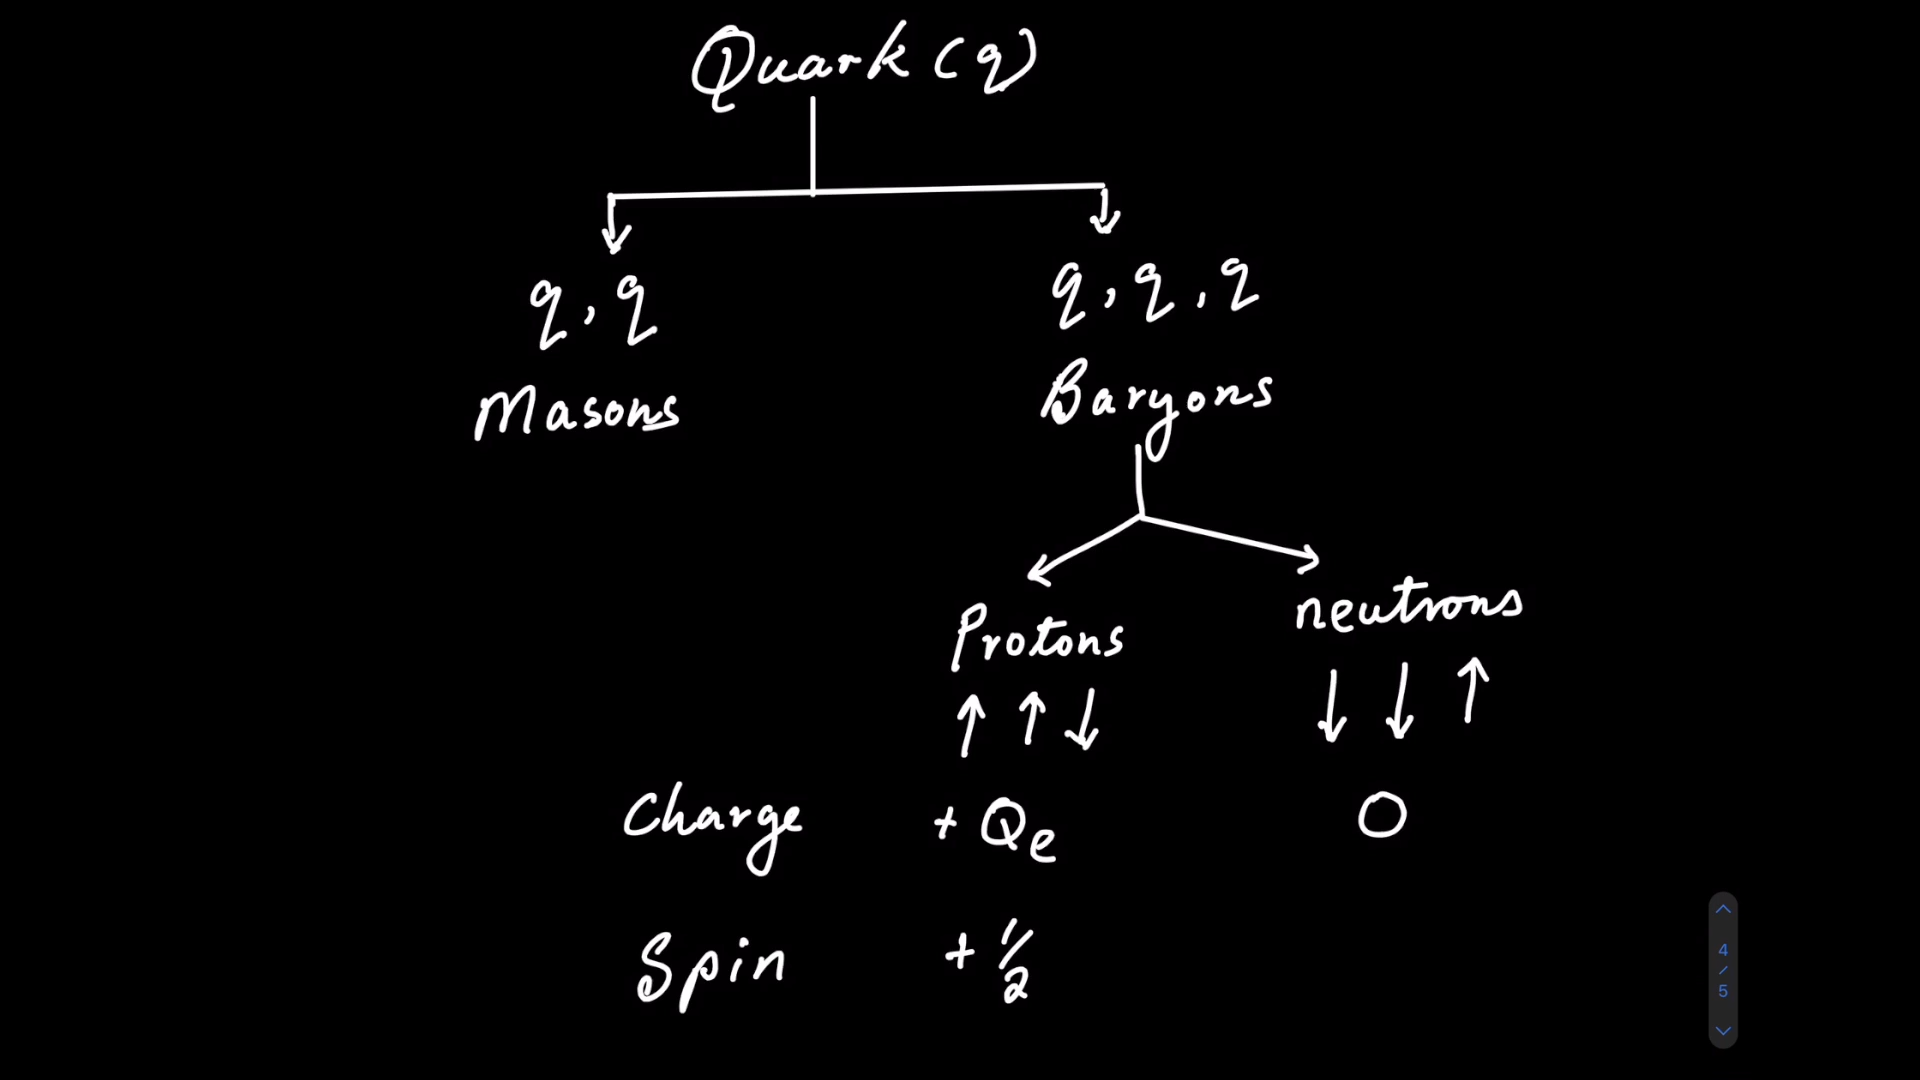 Quark (q)
q, q
q, q, q
Masons
Baryons
Protons
neutrons
↑ ↑ ↓
↓ ↓ ↑
Charge + Qe 0
Spin + 1/2
4
/
5